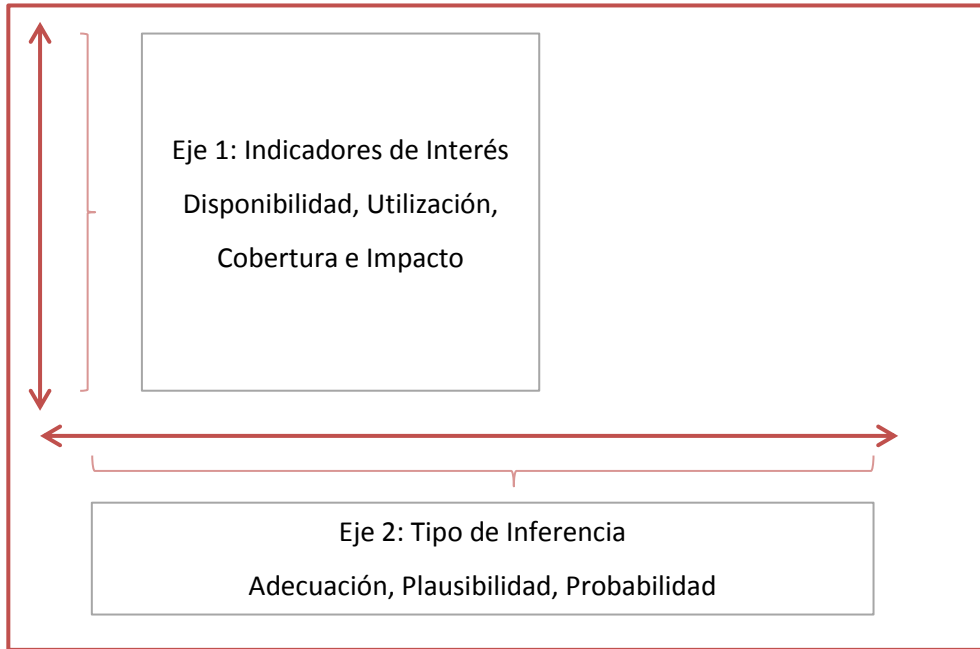 Eje 1: Indicadores de Interés
Disponibilidad, Utilización,
Cobertura e Impacto
Eje 2: Tipo de Inferencia
Adecuación, Plausibilidad, Probabilidad